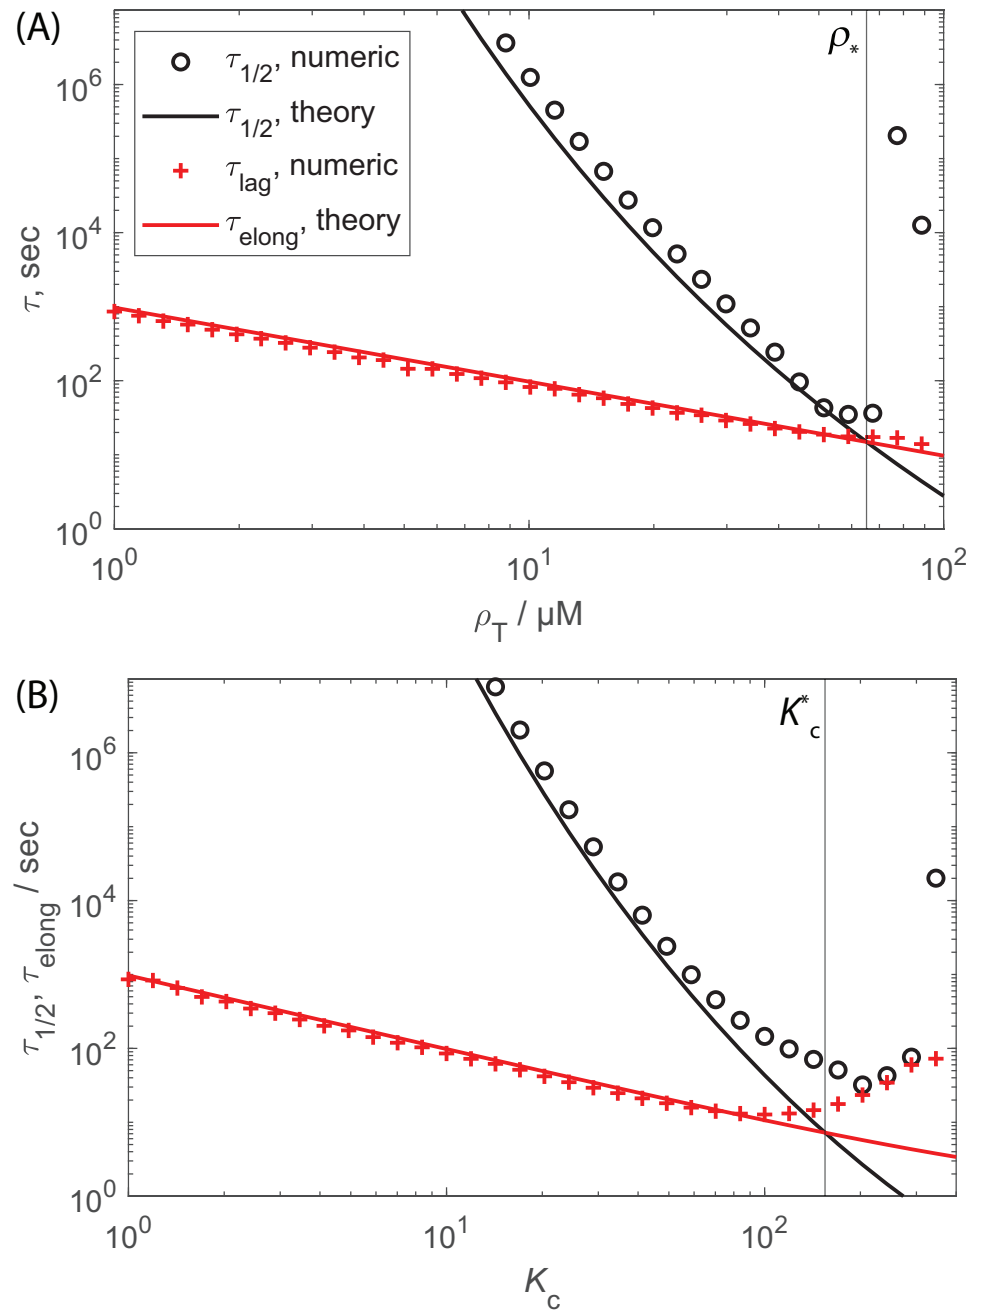 (A)
τ1/2, numeric
τ1/2, theory
τlag, numeric
τelong, theory
ρ*
10^6
10^4
10^2
10^0
τ, sec
10^0 10^1 10^2
ρT / µM
(B)
K*c
10^6
10^4
10^2
10^0
τ1/2, τelong / sec
10^0 10^1 10^2
Kc